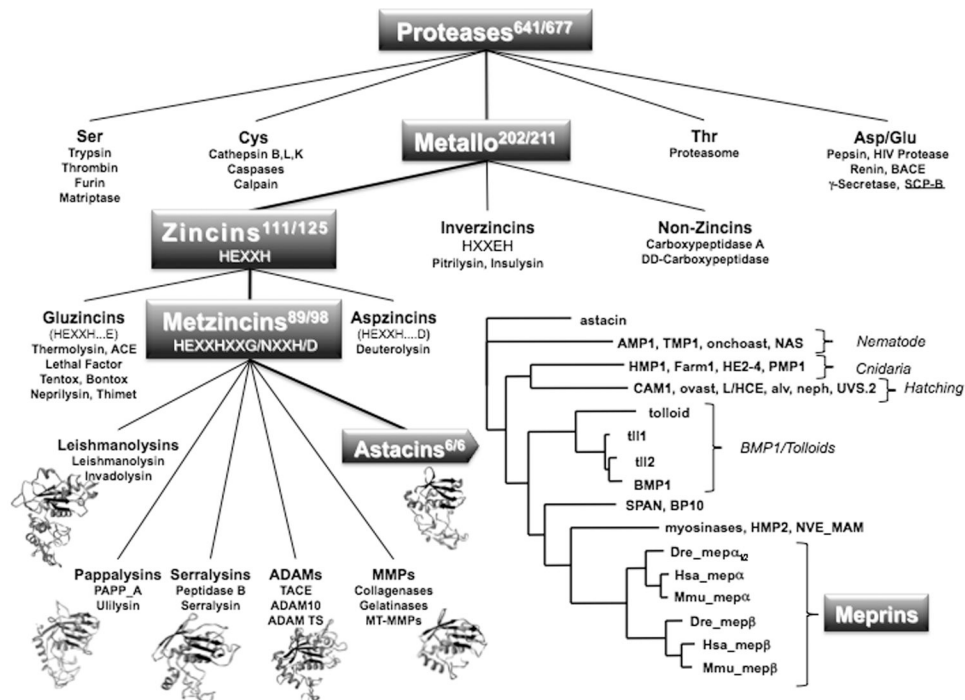 Proteases641/677
Ser
Trypsin
Thrombin
Furin
Matriptase
Cys
Cathepsin B,L,K
Caspases
Calpain
Metallo202/211
Thr
Proteasome
Asp/Glu
Pepsin, HIV Protease
Renin, BACE
γ-Secretase, SCP-B
Zincins111/125
HEXXH
Inverzincins
HXXEH
Pitrilysin, Insulysin
Non-Zincins
Carboxypeptidase A
DD-Carboxypeptidase
Gluzincins
(HEXXH...E)
Thermolysin, ACE
Lethal Factor
Tentox, Bontox
Neprilysin, Thimet
Metzincins89/98
HEXXHXXG/NXXH/D
Aspzincins
(HEXXH....D)
Deuterolysin
Leishmanolysins
Leishmanolysin
Invadolysin
Astacins6/6
Pappalysins
PAPP_A
Ulilysin
Serralysins
Peptidase B
Serralysin
ADAMs
TACE
ADAM10
ADAM TS
MMPs
Collagenases
Gelatinases
MT-MMPs
astacin
AMP1, TMP1, onchoast, NAS
Nematode
HMP1, Farm1, HE2-4, PMP1
Cnidaria
CAM1, ovast, L/HCE, alv, neph, UVS.2
Hatching
tolloid
tll1
tll2
BMP1
BMP1/Tolloids
SPAN, BP10
myosinases, HMP2, NVE_MAM
Dre_mepα1/2
Hsa_mepα
Mmu_mepα
Dre_mepβ
Hsa_mepβ
Mmu_mepβ
Meprins